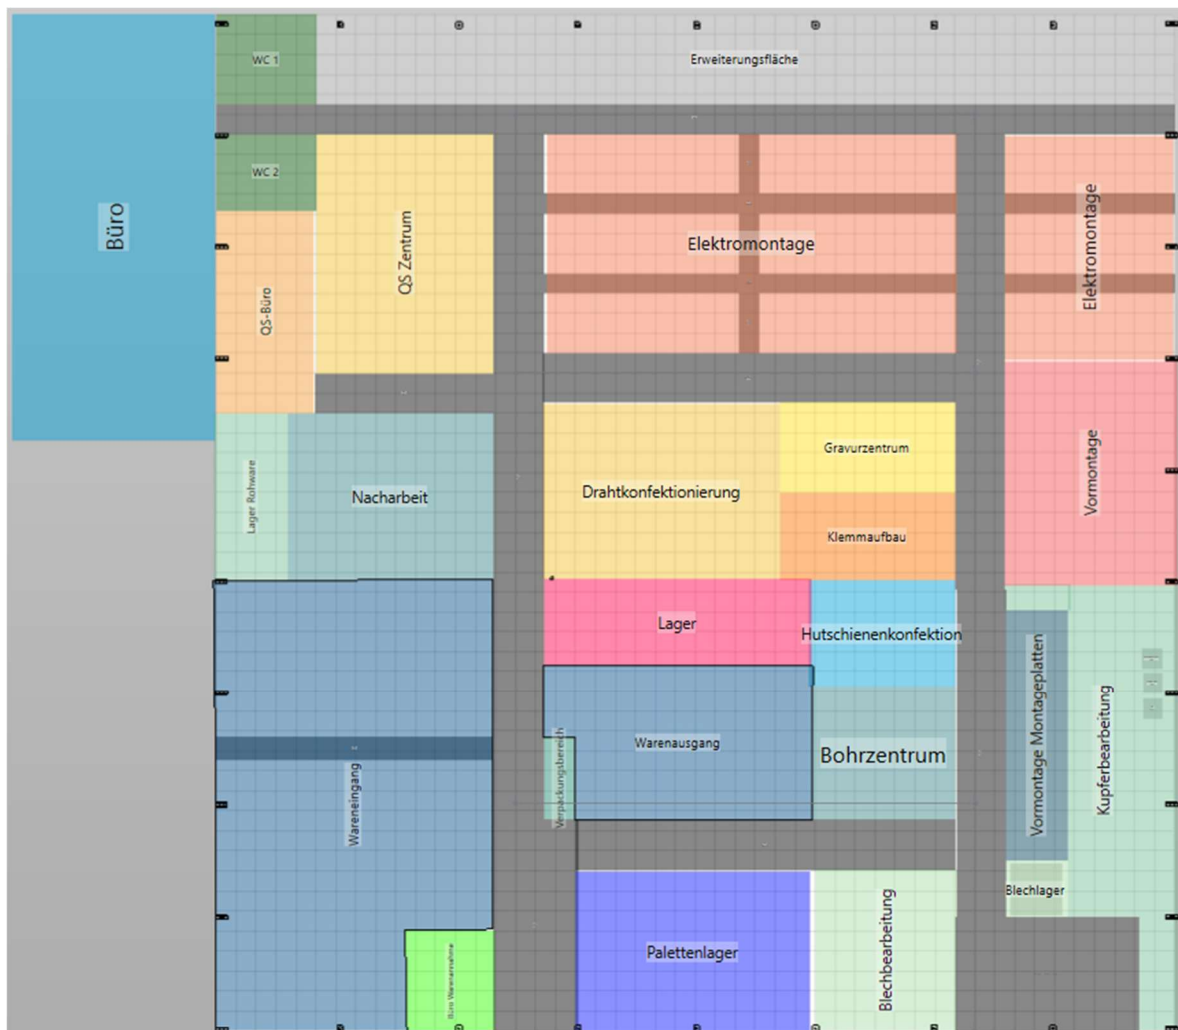 WC 1
Erweiterungsfläche
WC 2
Büro
QS Zentrum
Elektromontage
Elektromontage
QS-Büro
Gravurzentrum
Vormontage
Lager Rohware
Nacharbeit
Drahtkonfektionierung
Klemmaufbau
Lager
Hutschienenkonfektion
Vormontage Montageplatten
Kupferbearbeitung
Warenausgang
Bohrzentrum
Verpackungsbereich
Wareneingang
Blechlager
Palettenlager
Blechbearbeitung
Büro Warenannahme